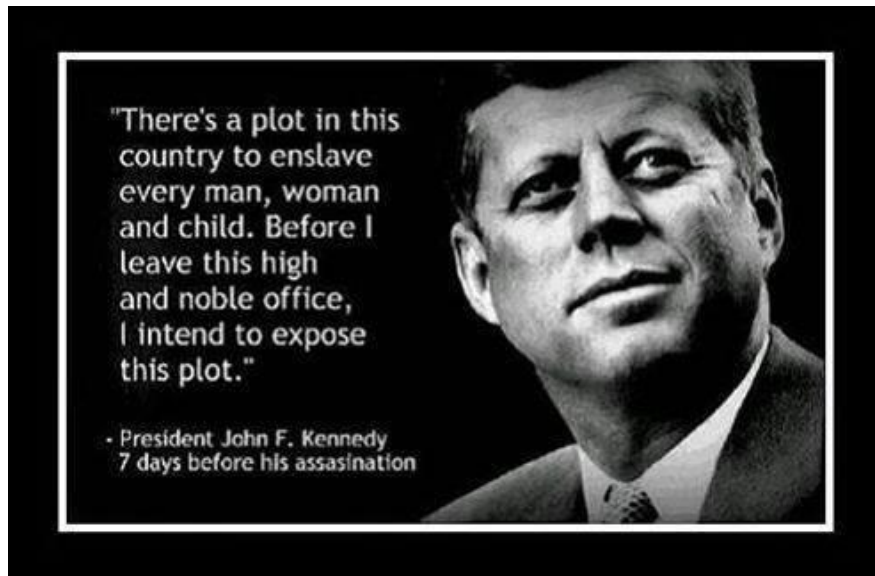 "There's a plot in this
country to enslave
every man, woman
and child. Before I
leave this high
and noble office,
I intend to expose
this plot."
- President John F. Kennedy
7 days before his assasination